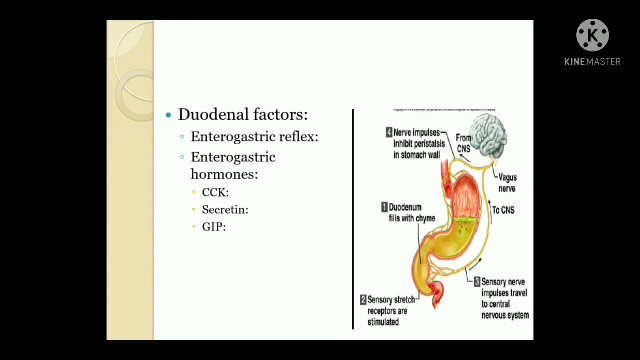 K
KINEMASTER
• Duodenal factors:
◦ Enterogastric reflex:
◦ Enterogastric
hormones:
• CCK:
• Secretin:
• GIP:
4 Nerve impulses
inhibit peristalsis
in stomach wall
From
CNS
Vagus
nerve
1 Duodenum
fills with chyme
To CNS
2 Sensory stretch
receptors are
stimulated
3 Sensory nerve
impulses travel
to central
nervous system